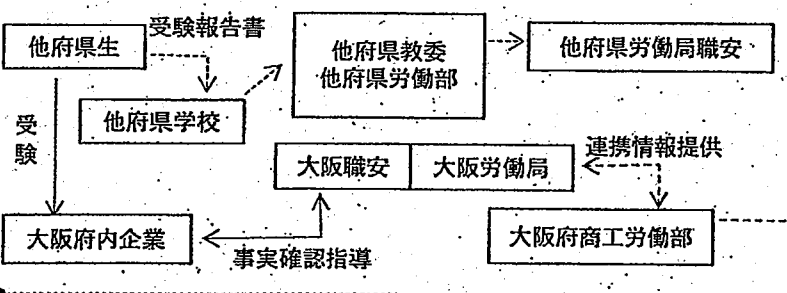 受験報告書
他府県生
他府県教委
他府県労働部
他府県労働局職安
他府県学校
受験
大阪職安
大阪労働局
連携情報提供
大阪府内企業
大阪府商工労働部
事実確認指導